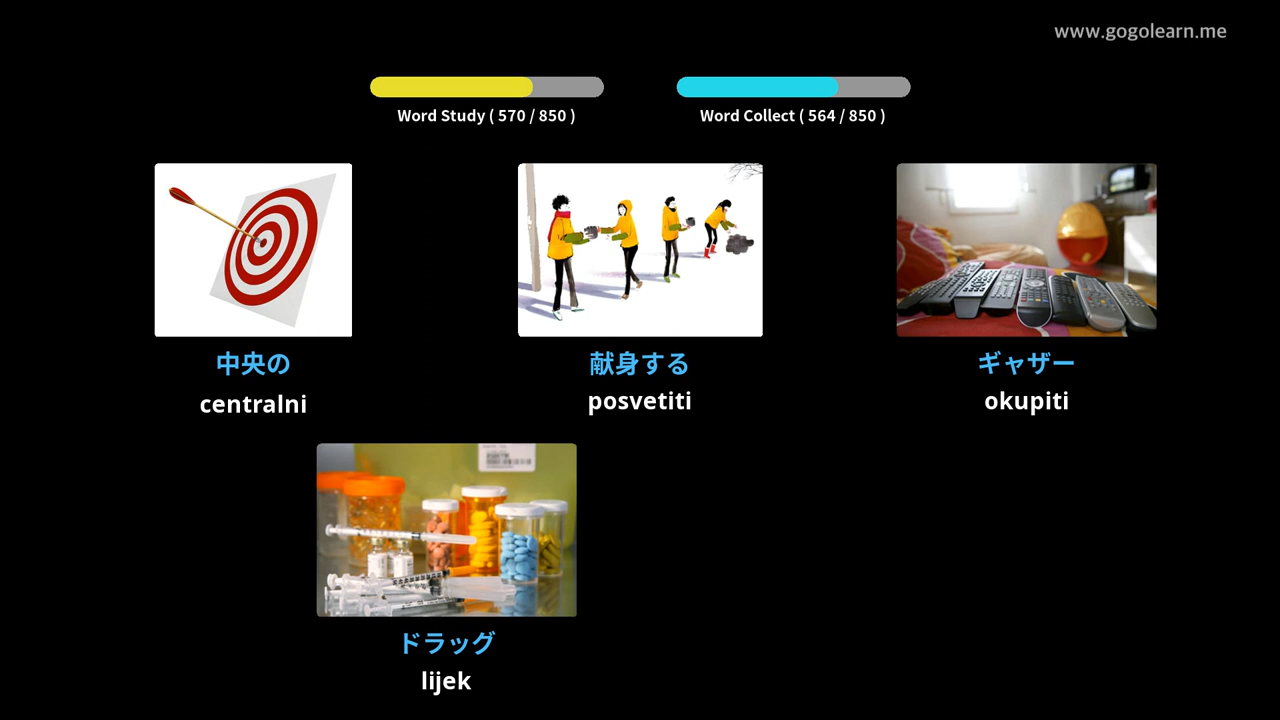 www.gogolearn.me
Word Study ( 570 / 850 )
Word Collect ( 564 / 850 )
中央の
centralni
献身する
posvetiti
ギャザー
okupiti
ドラッグ
lijek